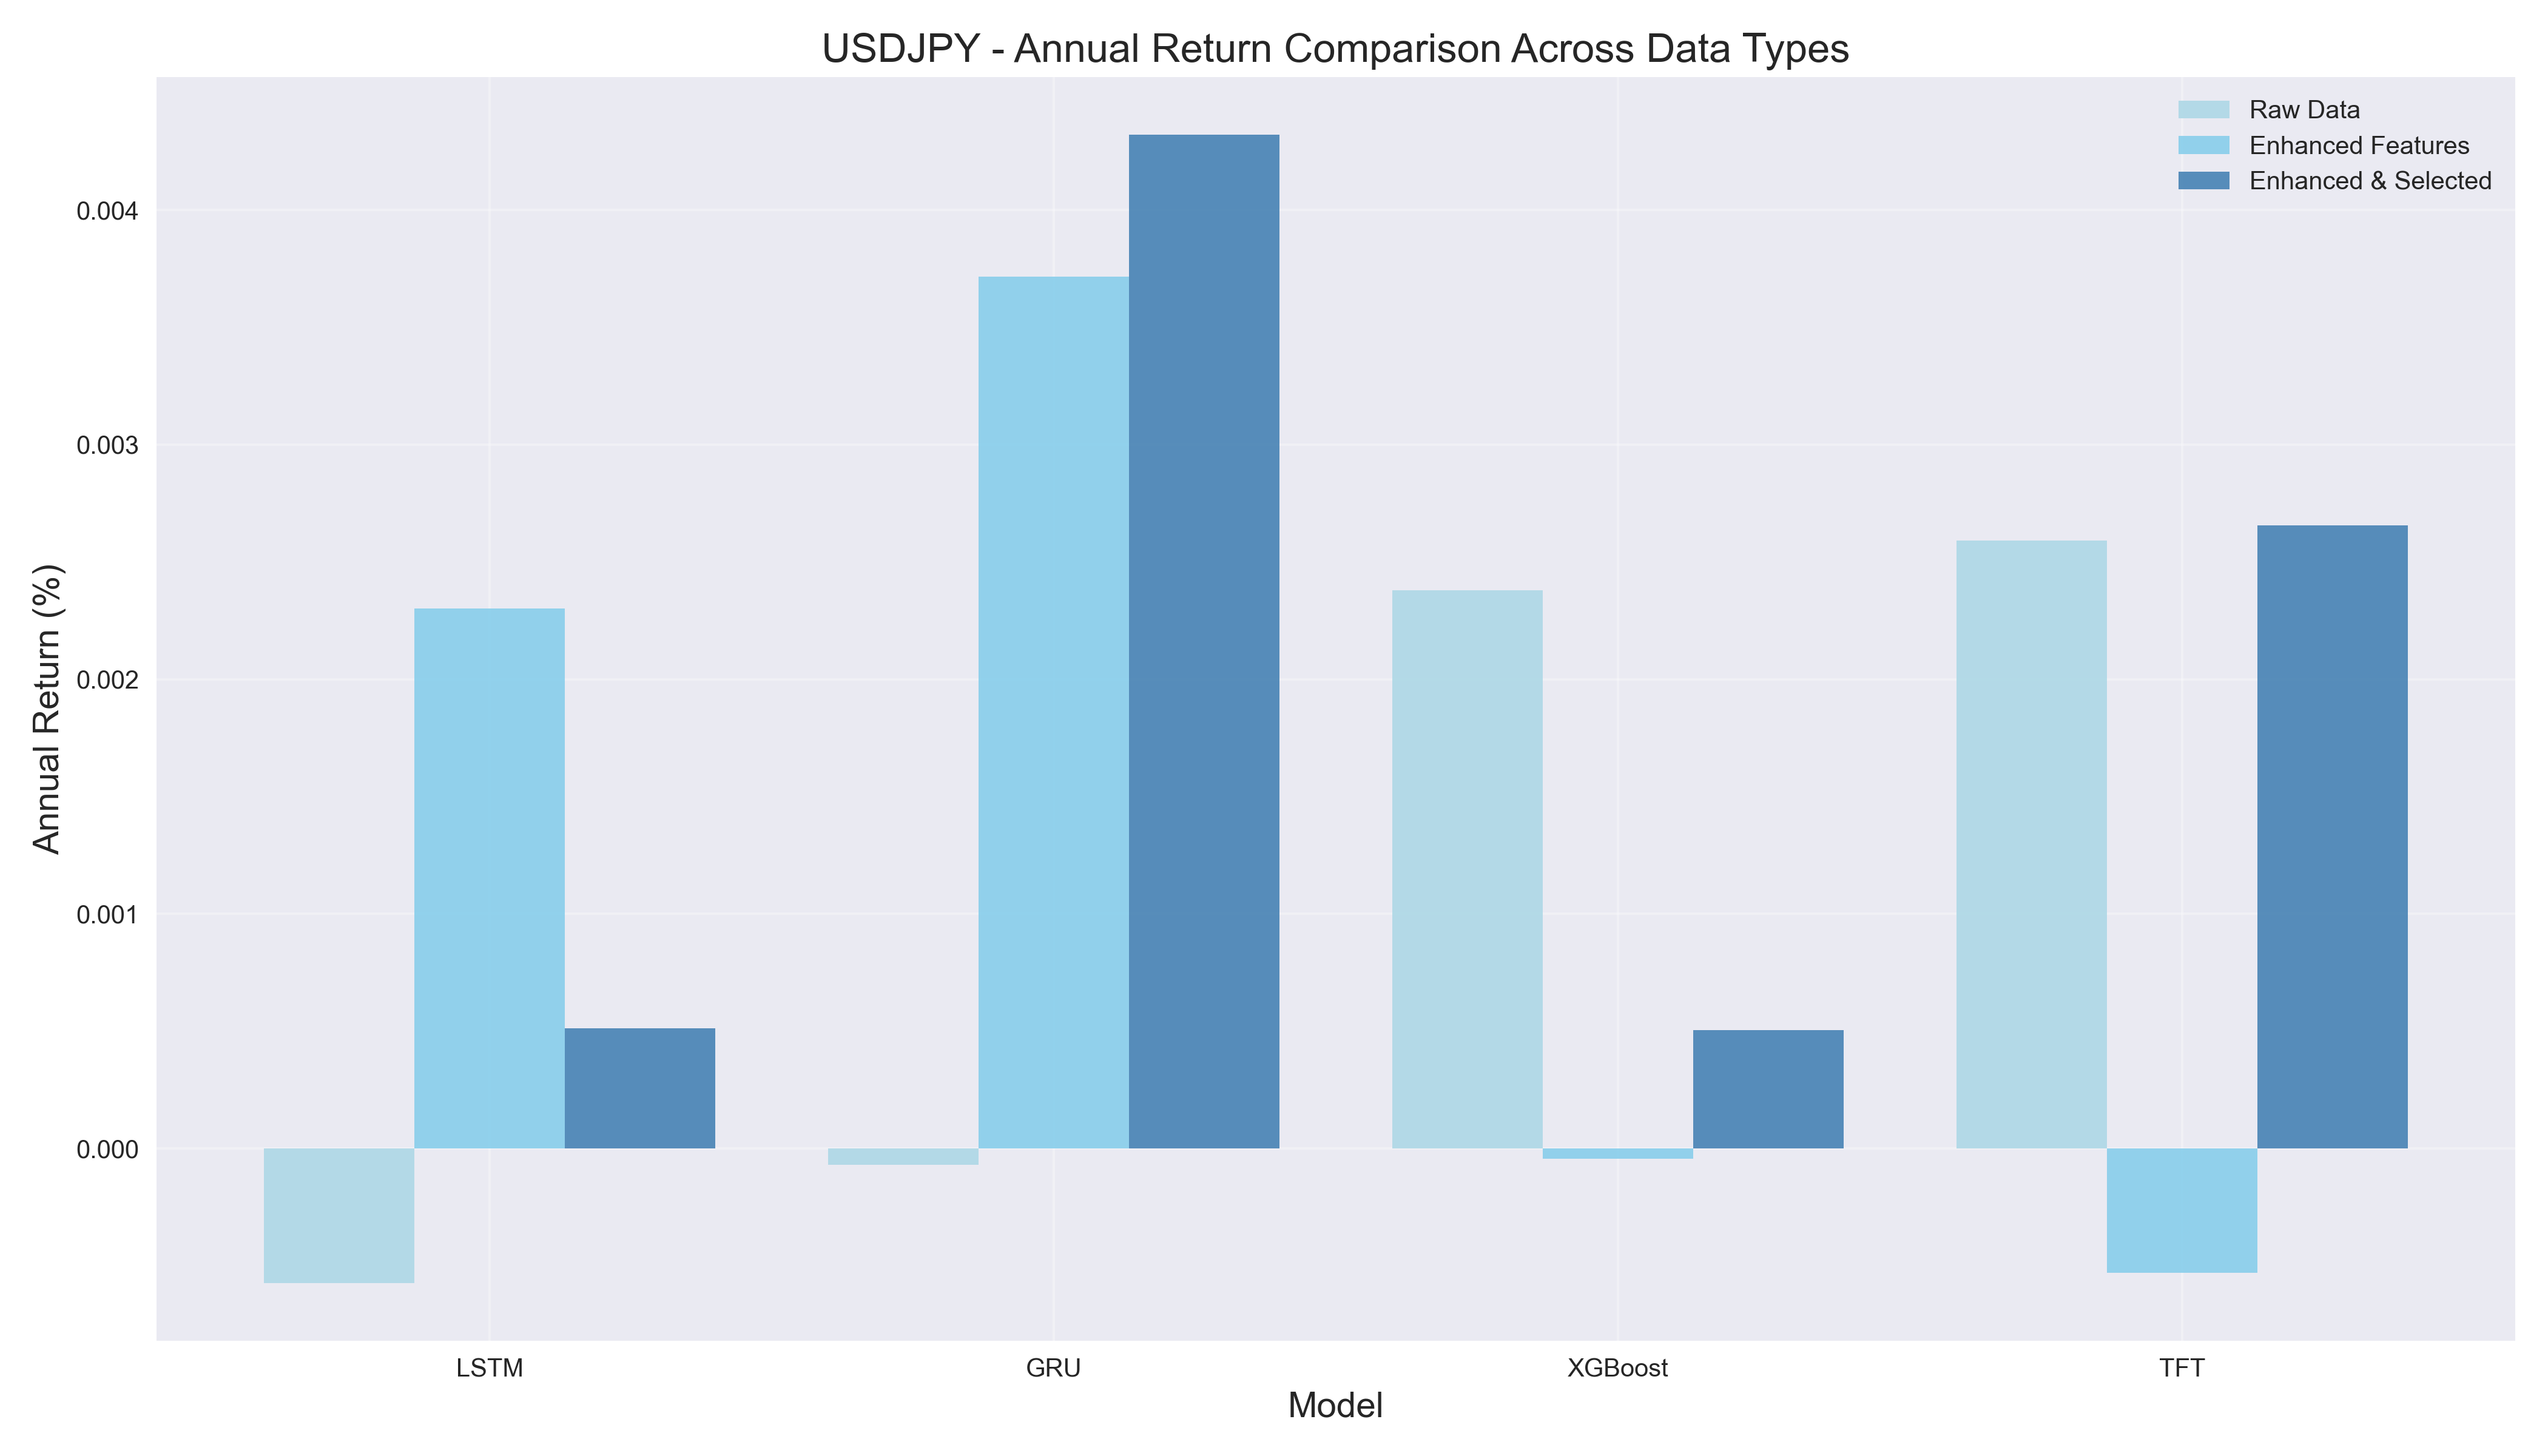 USDJPY - Annual Return Comparison Across Data Types
Raw Data
Enhanced Features
Enhanced & Selected
Annual Return (%)
0.004
0.003
0.002
0.001
0.000
LSTM
GRU
XGBoost
TFT
Model